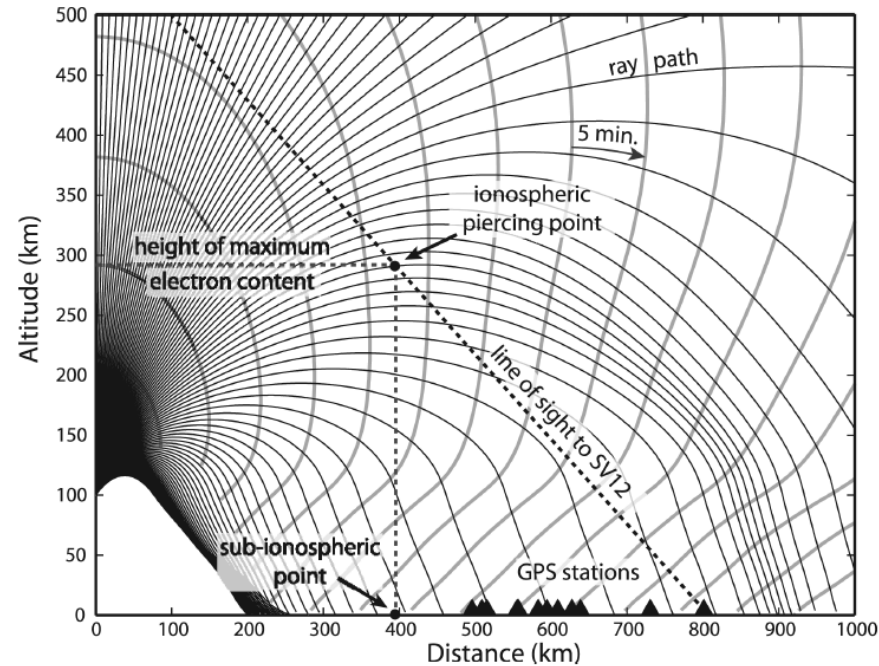 500
450
400
350
300
250
200
150
100
50
0
Altitude (km)
ray path
5 min.
ionospheric
piercing point
height of maximum
electron content
line of sight to SV12
sub-ionospheric
point
GPS stations
0 100 200 300 400 500 600 700 800 900 1000
Distance (km)